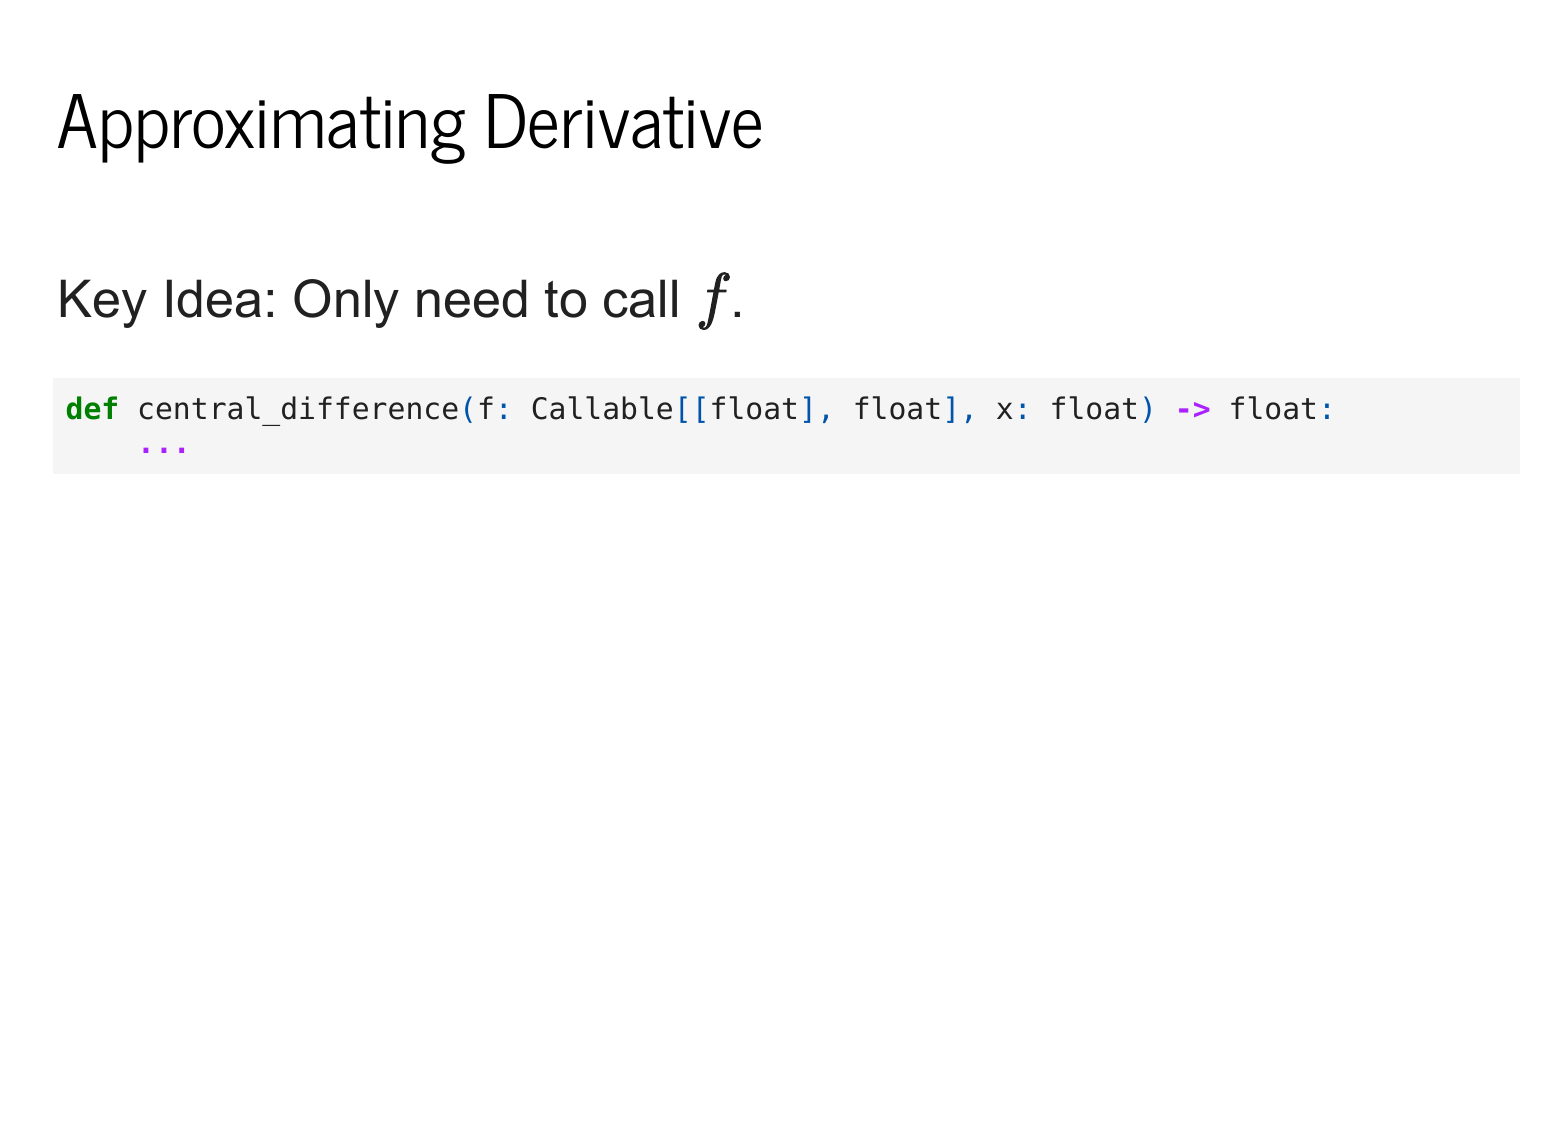 Approximating Derivative
Key Idea: Only need to call f.
def central_difference(f: Callable[[float], float], x: float) -> float:
    ...